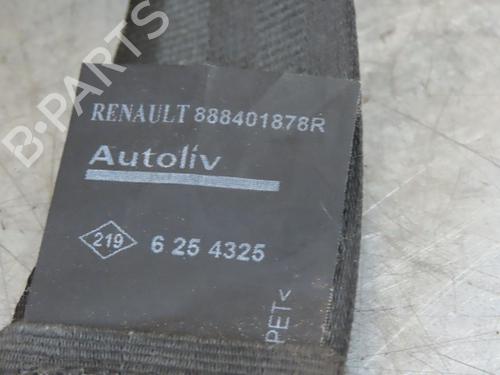 RENAULT 888401878R
Autoliv
219 6 25 4325
PET<
B-PARTS